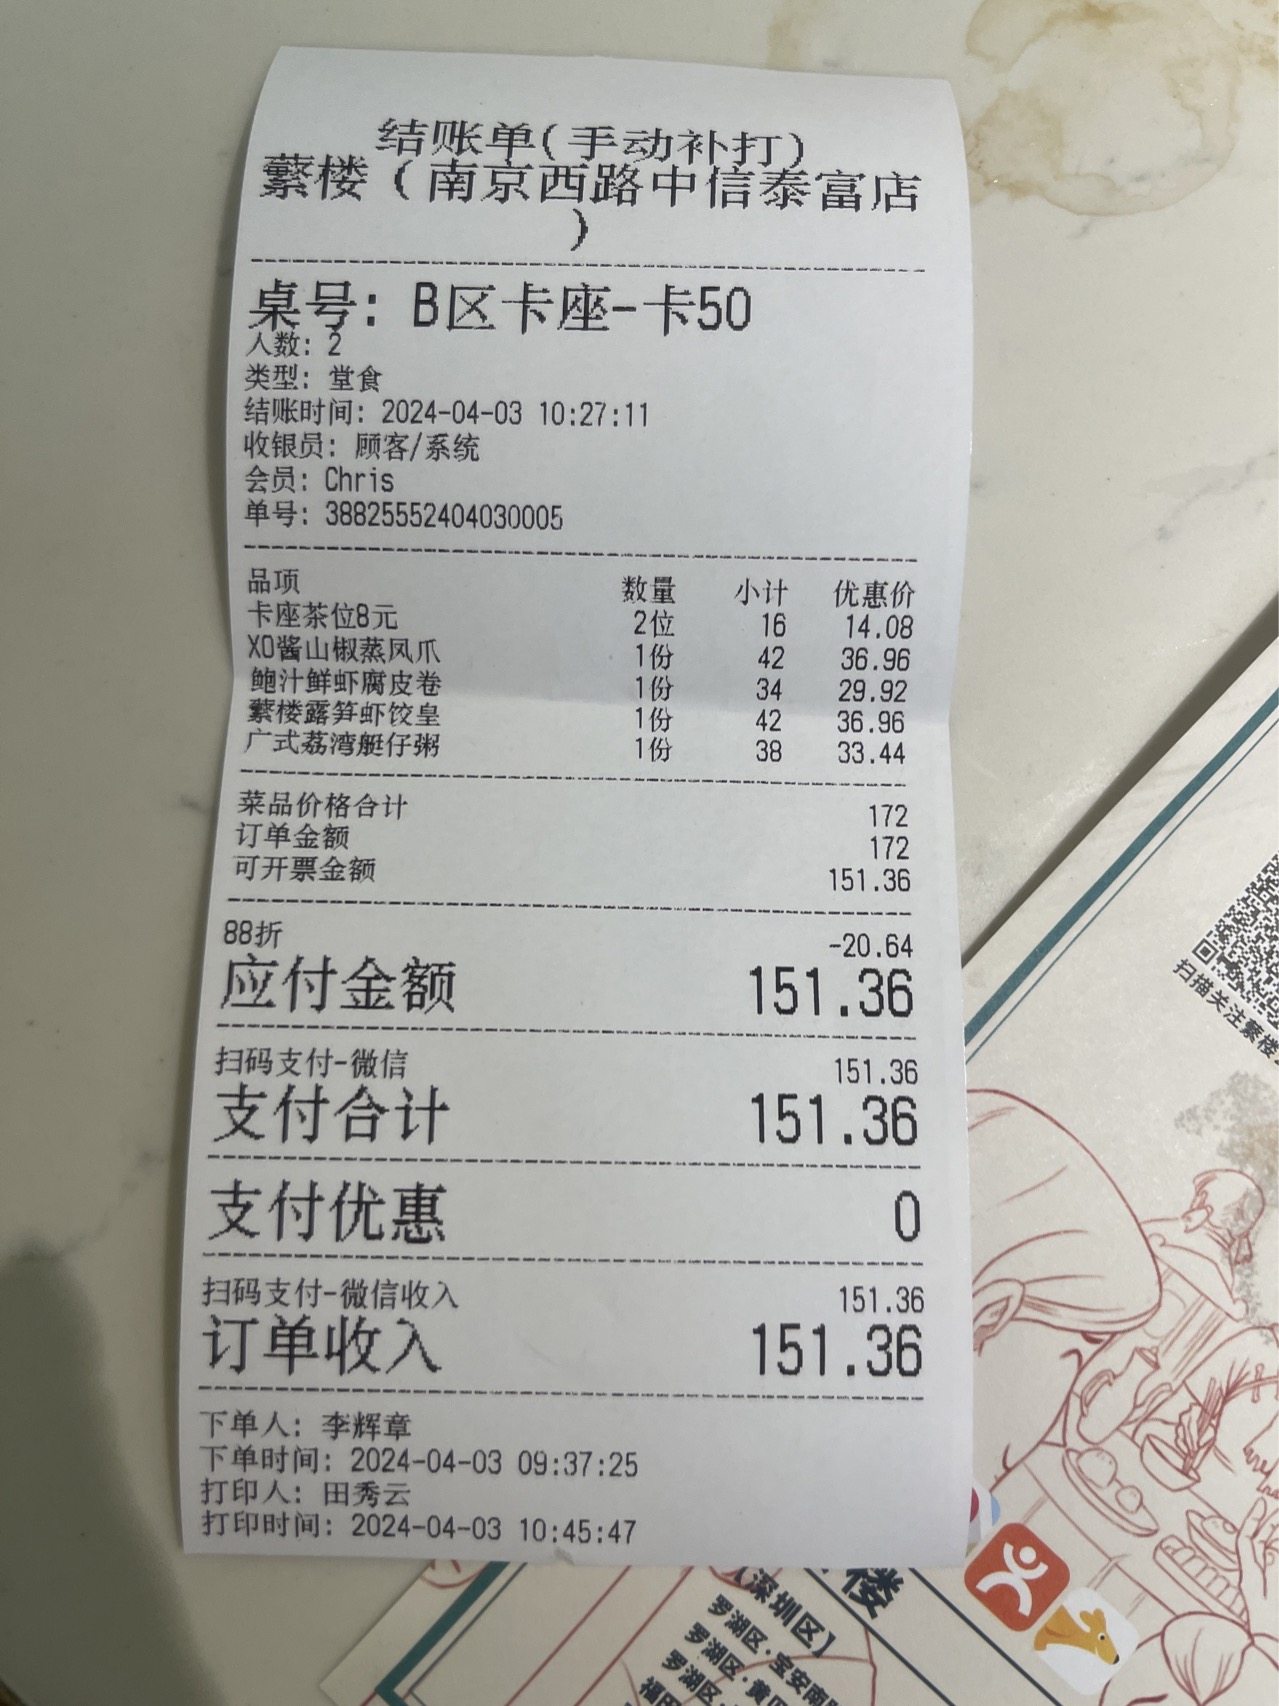 结账单(手动补打)
蘩楼（南京西路中信泰富店
）
桌号: B区卡座-卡50
人数: 2
类型: 堂食
结账时间: 2024-04-03 10:27:11
收银员: 顾客/系统
会员: Chris
单号: 38825552404030005
品项 数量 小计 优惠价
卡座茶位8元 2位 16 14.08
XO酱山椒蒸凤爪 1份 42 36.96
鲍汁鲜虾腐皮卷 1份 34 29.92
蘩楼露笋虾饺皇 1份 42 36.96
广式荔湾艇仔粥 1份 38 33.44
菜品价格合计 172
订单金额 172
可开票金额 151.36
88折 -20.64
应付金额 151.36
扫码支付-微信 151.36
支付合计 151.36
支付优惠 0
扫码支付-微信收入 151.36
订单收入 151.36
下单人: 李辉章
下单时间: 2024-04-03 09:37:25
打印人: 田秀云
打印时间: 2024-04-03 10:45:47
扫描关注蘩楼
楼
【深圳区】
罗湖区·宝安南
罗湖区·黄
罗湖区·
福田